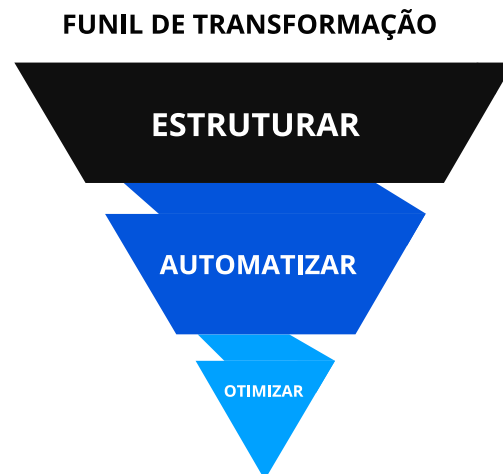 FUNIL DE TRANSFORMAÇÃO
ESTRUTURAR
AUTOMATIZAR
OTIMIZAR